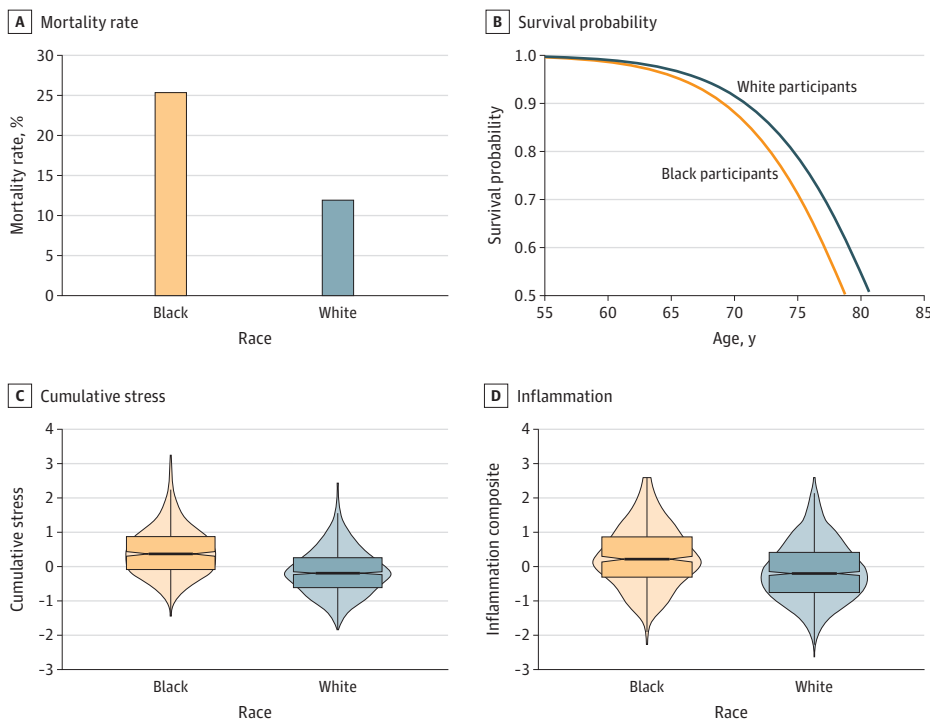 A Mortality rate
30
25
20
15
10
5
0
Mortality rate, %
Black
White
Race
B Survival probability
1.0
0.9
0.8
0.7
0.6
0.5
Survival probability
White participants
Black participants
55
60
65
70
75
80
85
Age, y
C Cumulative stress
4
3
2
1
0
-1
-2
-3
Cumulative stress
Black
White
Race
D Inflammation
4
3
2
1
0
-1
-2
-3
Inflammation composite
Black
White
Race